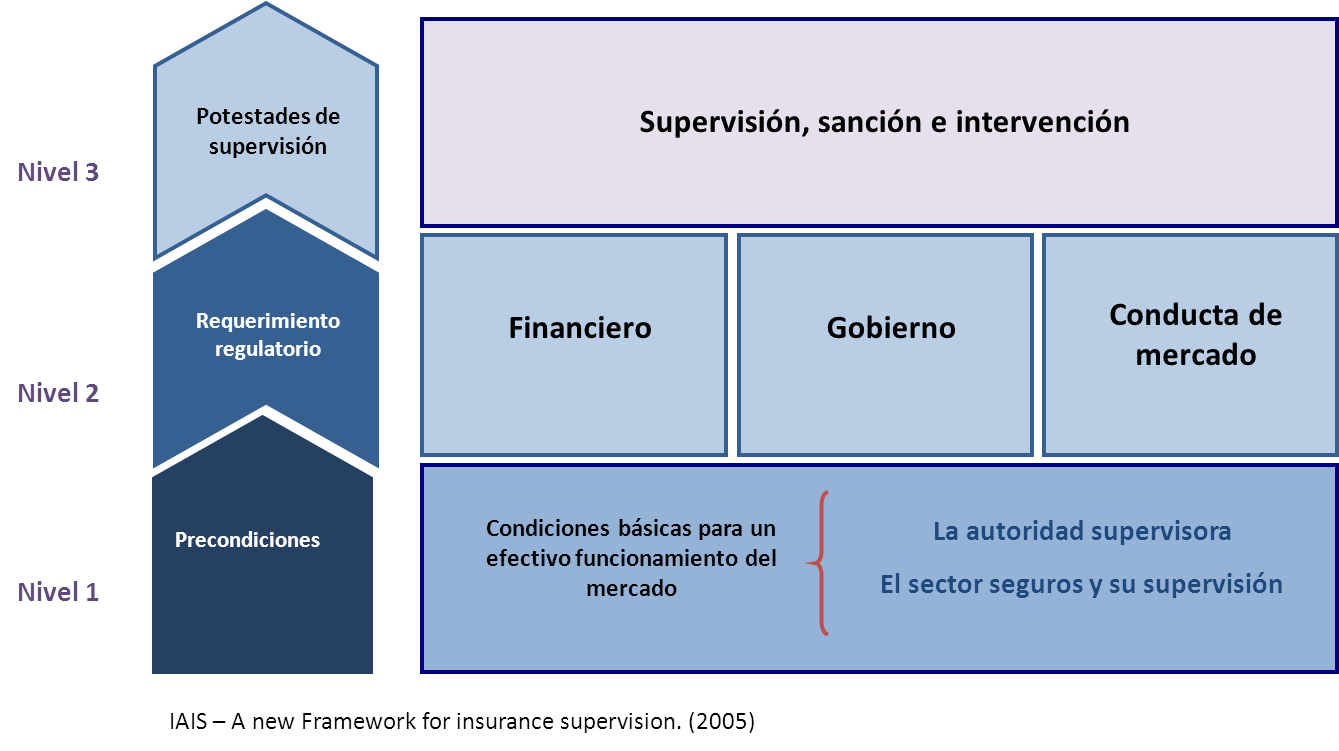 Potestades de
supervisión
Supervisión, sanción e intervención
Nivel 3
Requerimiento
regulatorio
Financiero
Gobierno
Conducta de
mercado
Nivel 2
Precondiciones
Condiciones básicas para un
efectivo funcionamiento del
mercado
La autoridad supervisora
El sector seguros y su supervisión
Nivel 1
IAIS – A new Framework for insurance supervision. (2005)